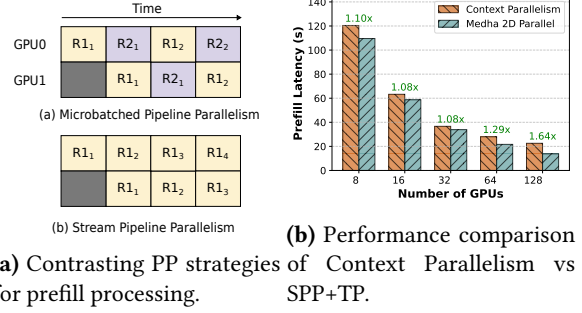 Time
GPU0 R1₁ R2₁ R1₂ R2₂
GPU1 R1₁ R2₁ R1₂
(a) Microbatched Pipeline Parallelism
R1₁ R1₂ R1₃ R1₄
R1₁ R1₂ R1₃
(b) Stream Pipeline Parallelism
a) Contrasting PP strategies
for prefill processing.
140
120
100
80
60
40
20
0
Prefill Latency (s)
Context Parallelism
Medha 2D Parallel
1.10x
1.08x
1.08x
1.29x
1.64x
8 16 32 64 128
Number of GPUs
(b) Performance comparison
of Context Parallelism vs
SPP+TP.